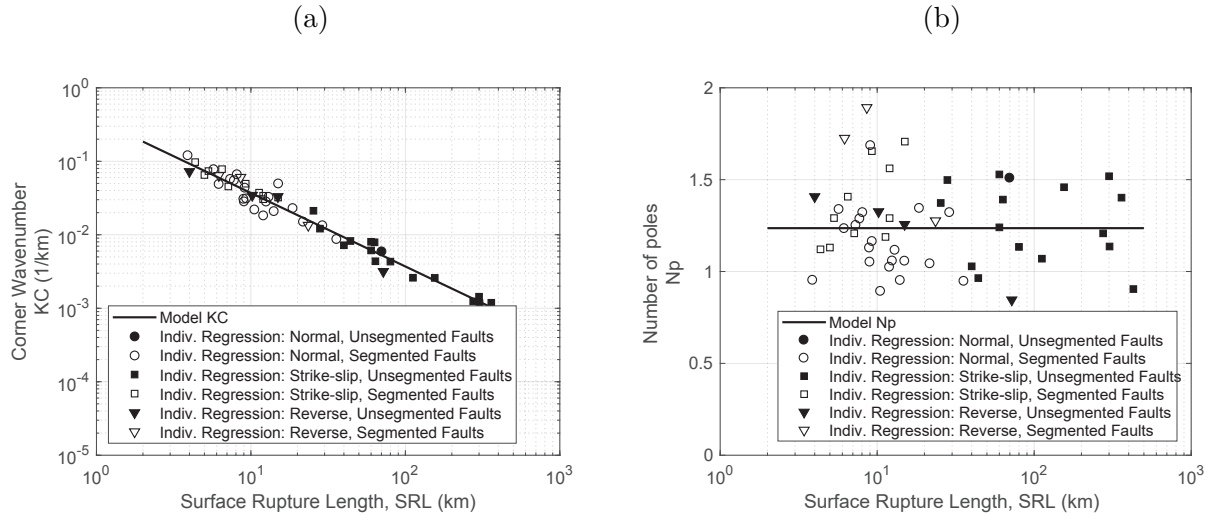 (a)
10^0
10^-1
10^-2
10^-3
10^-4
10^-5
Corner Wavenumber
KC (1/km)
Model KC
Indiv. Regression: Normal, Unsegmented Faults
Indiv. Regression: Normal, Segmented Faults
Indiv. Regression: Strike-slip, Unsegmented Faults
Indiv. Regression: Strike-slip, Segmented Faults
Indiv. Regression: Reverse, Unsegmented Faults
Indiv. Regression: Reverse, Segmented Faults
10^0 10^1 10^2 10^3
Surface Rupture Length, SRL (km)
(b)
2
1.5
1
0.5
0
Number of poles
Np
Model Np
Indiv. Regression: Normal, Unsegmented Faults
Indiv. Regression: Normal, Segmented Faults
Indiv. Regression: Strike-slip, Unsegmented Faults
Indiv. Regression: Strike-slip, Segmented Faults
Indiv. Regression: Reverse, Unsegmented Faults
Indiv. Regression: Reverse, Segmented Faults
10^0 10^1 10^2 10^3
Surface Rupture Length, SRL (km)